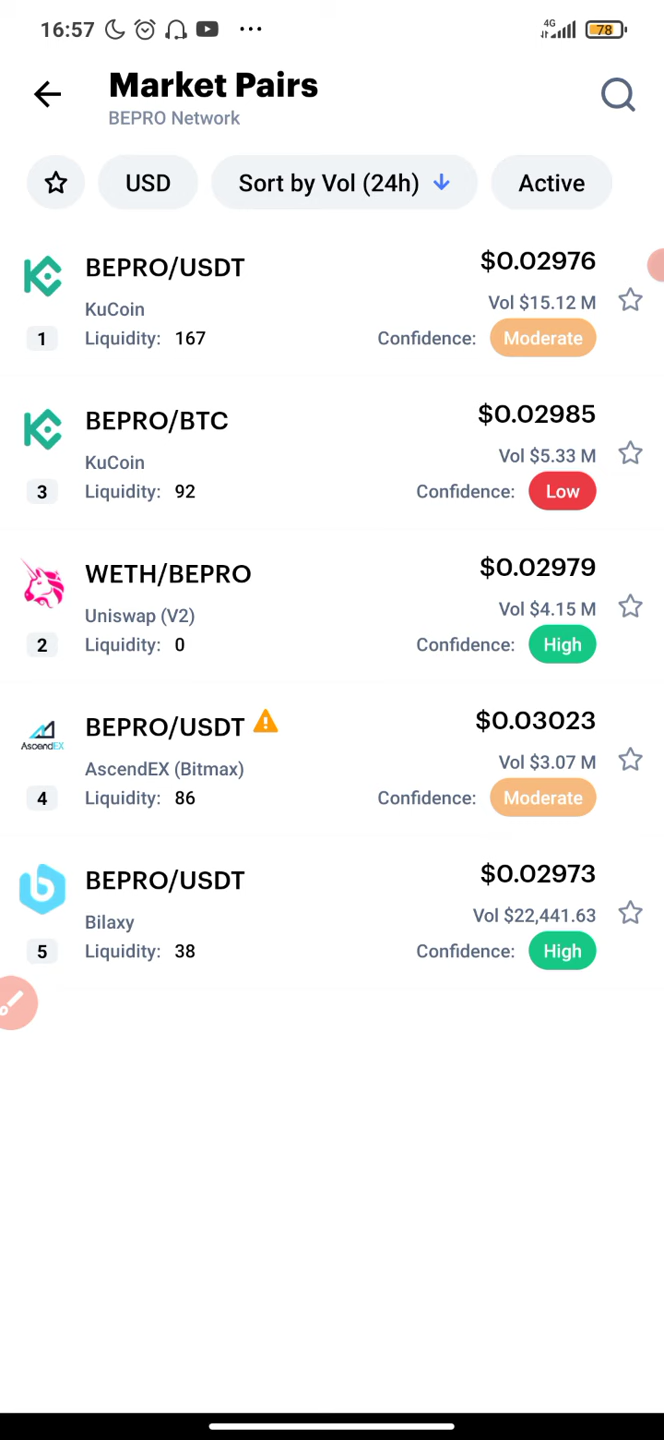 16:57 ... 4G 78
Market Pairs
BEPRO Network
USD Sort by Vol (24h) Active
BEPRO/USDT $0.02976
KuCoin Vol $15.12 M
1 Liquidity: 167 Confidence: Moderate
BEPRO/BTC $0.02985
KuCoin Vol $5.33 M
3 Liquidity: 92 Confidence: Low
WETH/BEPRO $0.02979
Uniswap (V2) Vol $4.15 M
2 Liquidity: 0 Confidence: High
BEPRO/USDT $0.03023
AscendEX AscendEX (Bitmax) Vol $3.07 M
4 Liquidity: 86 Confidence: Moderate
BEPRO/USDT $0.02973
Bilaxy Vol $22,441.63
5 Liquidity: 38 Confidence: High